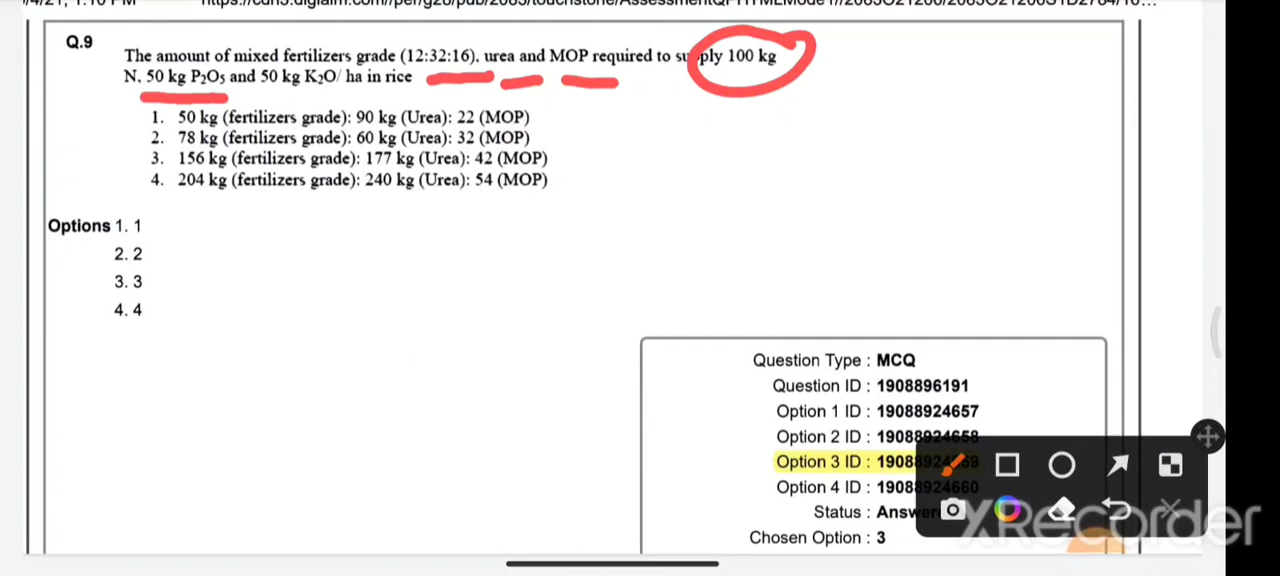 Q.9
The amount of mixed fertilizers grade (12:32:16), urea and MOP required to supply 100 kg
N, 50 kg P₂O₅ and 50 kg K₂O/ ha in rice
1. 50 kg (fertilizers grade): 90 kg (Urea): 22 (MOP)
2. 78 kg (fertilizers grade): 60 kg (Urea): 32 (MOP)
3. 156 kg (fertilizers grade): 177 kg (Urea): 42 (MOP)
4. 204 kg (fertilizers grade): 240 kg (Urea): 54 (MOP)
Options 1. 1
2. 2
3. 3
4. 4
Question Type : MCQ
Question ID : 1908896191
Option 1 ID : 19088924657
Option 2 ID : 19088924658
Option 3 ID : 19088924659
Option 4 ID : 19088924660
Status :
Chosen Option : 3
XRecorder